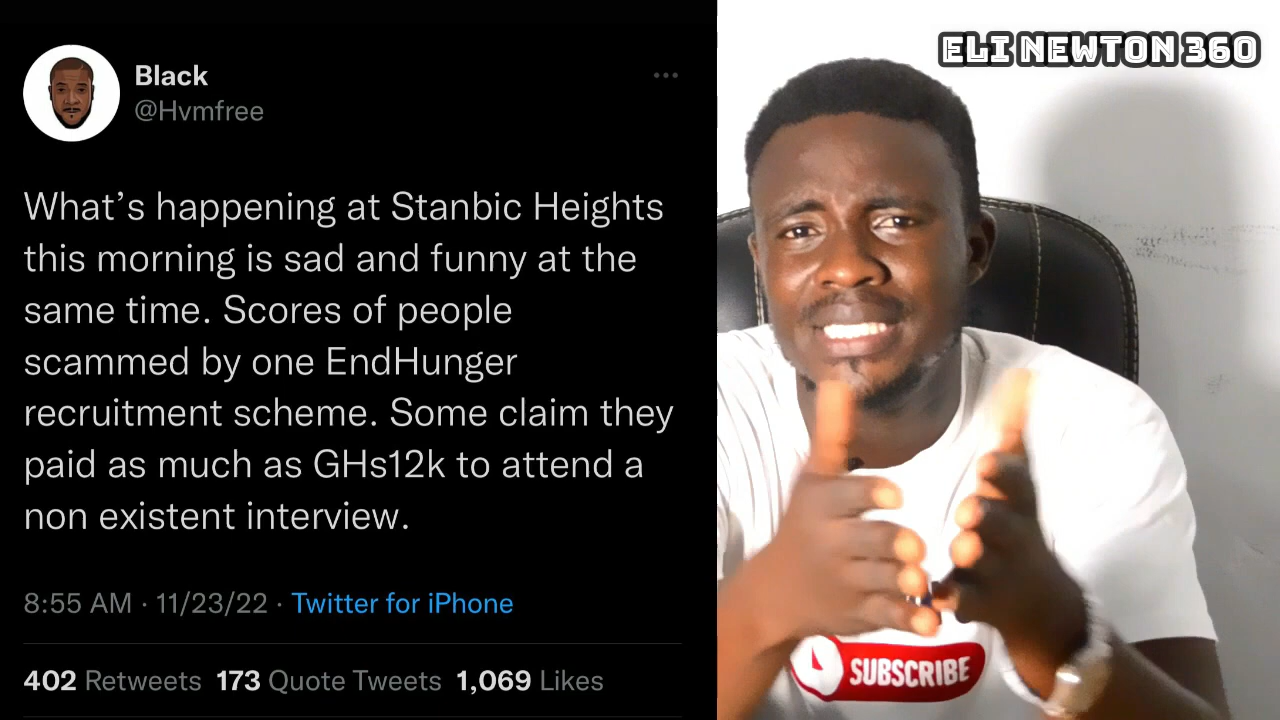 Black
@Hvmfree
What's happening at Stanbic Heights
this morning is sad and funny at the
same time. Scores of people
scammed by one EndHunger
recruitment scheme. Some claim they
paid as much as GHs12k to attend a
non existent interview.
8:55 AM · 11/23/22 · Twitter for iPhone
402 Retweets 173 Quote Tweets 1,069 Likes
ELI NEWTON 360
SUBSCRIBE